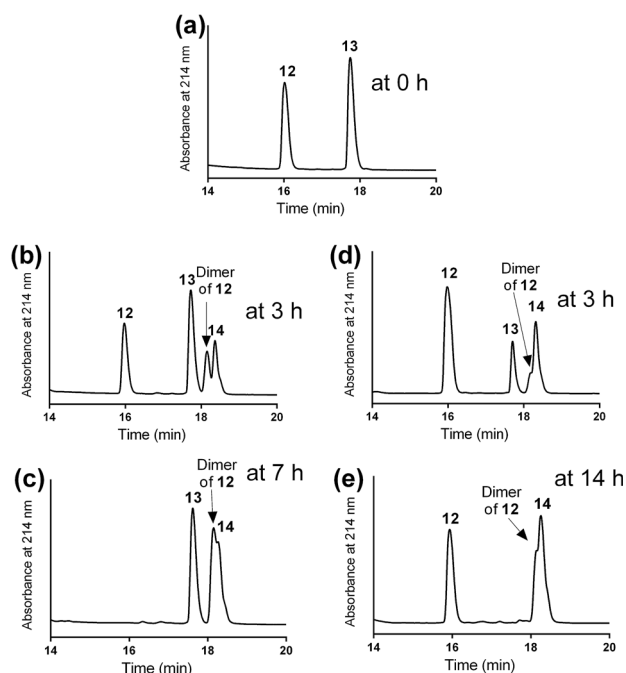 (a)
Absorbance at 214 nm
12
13
at 0 h
14 16 18 20
Time (min)
(b)
Absorbance at 214 nm
12
13
Dimer
of 12
14
at 3 h
14 16 18 20
Time (min)
(d)
Absorbance at 214 nm
12
13
Dimer
of 12
14
at 3 h
14 16 18 20
Time (min)
(c)
Absorbance at 214 nm
13
Dimer
of 12
14
at 7 h
14 16 18 20
Time (min)
(e)
Absorbance at 214 nm
12
Dimer
of 12
14
at 14 h
14 16 18 20
Time (min)